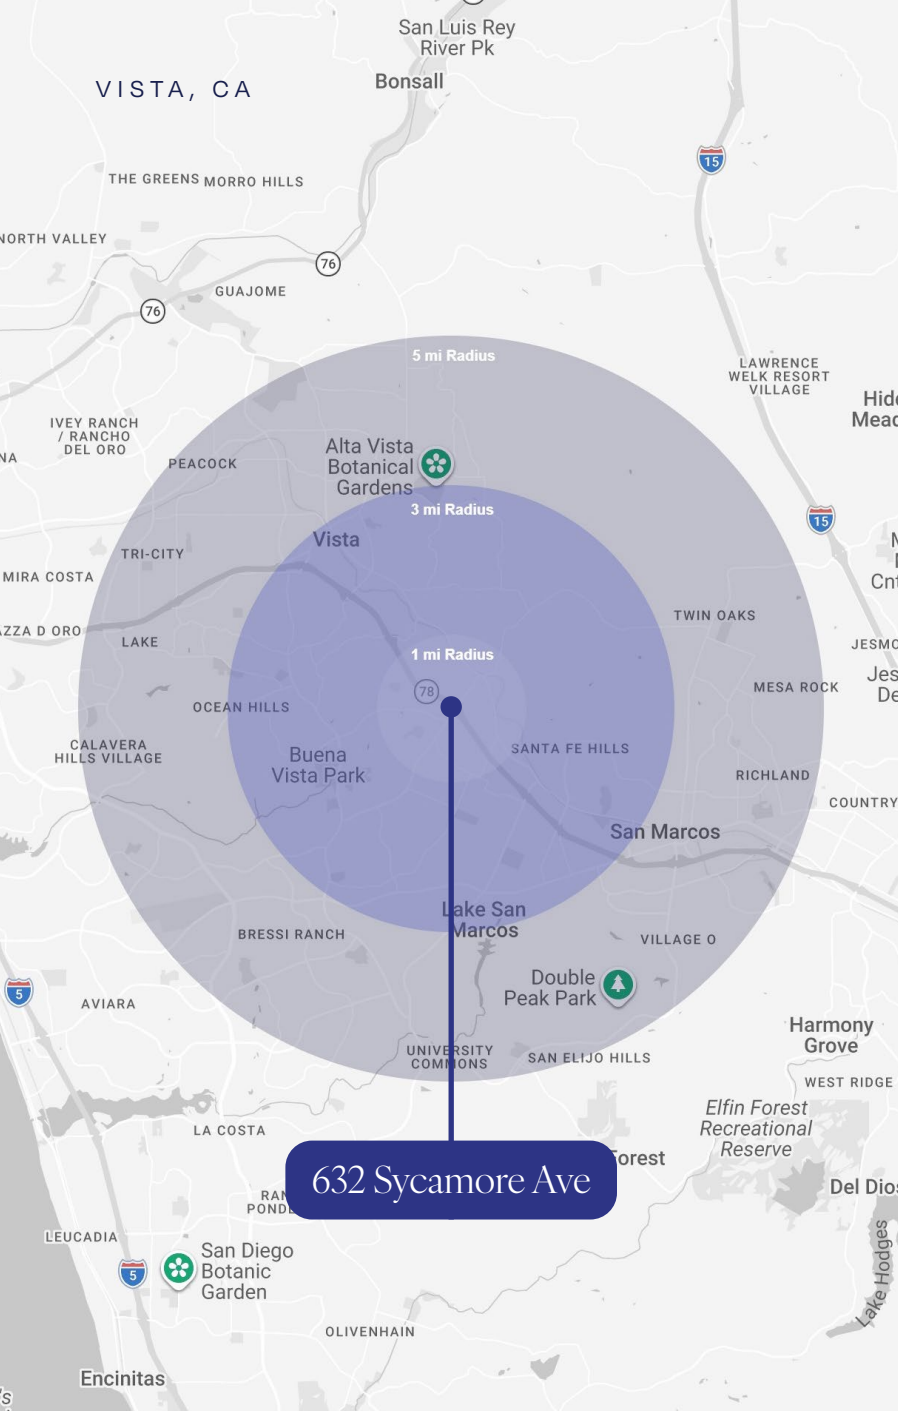 San Luis Rey
River Pk
Bonsall
VISTA, CA
15
THE GREENS
MORRO HILLS
NORTH VALLEY
76
GUAJOME
76
5 mi Radius
LAWRENCE
WELK RESORT
VILLAGE
IVEY RANCH
/ RANCHO
DEL ORO
PEACOCK
Alta Vista
Botanical
Gardens
3 mi Radius
15
Vista
TRI-CITY
MIRA COSTA
TWIN OAKS
AZZA D ORO
LAKE
1 mi Radius
78
MESA ROCK
OCEAN HILLS
CALAVERA
HILLS VILLAGE
Buena
Vista Park
SANTA FE HILLS
RICHLAND
COUNTRY
San Marcos
Lake San
Marcos
BRESSI RANCH
VILLAGE O
Double
Peak Park
5
AVIARA
Harmony
Grove
UNIVERSITY
COMMONS
SAN ELIJO HILLS
WEST RIDGE
Elfin Forest
Recreational
Reserve
LA COSTA
Forest
632 Sycamore Ave
Del Dios
RAN
PONDE
LEUCADIA
San Diego
Botanic
Garden
5
Lake Hodges
OLIVENHAIN
Encinitas